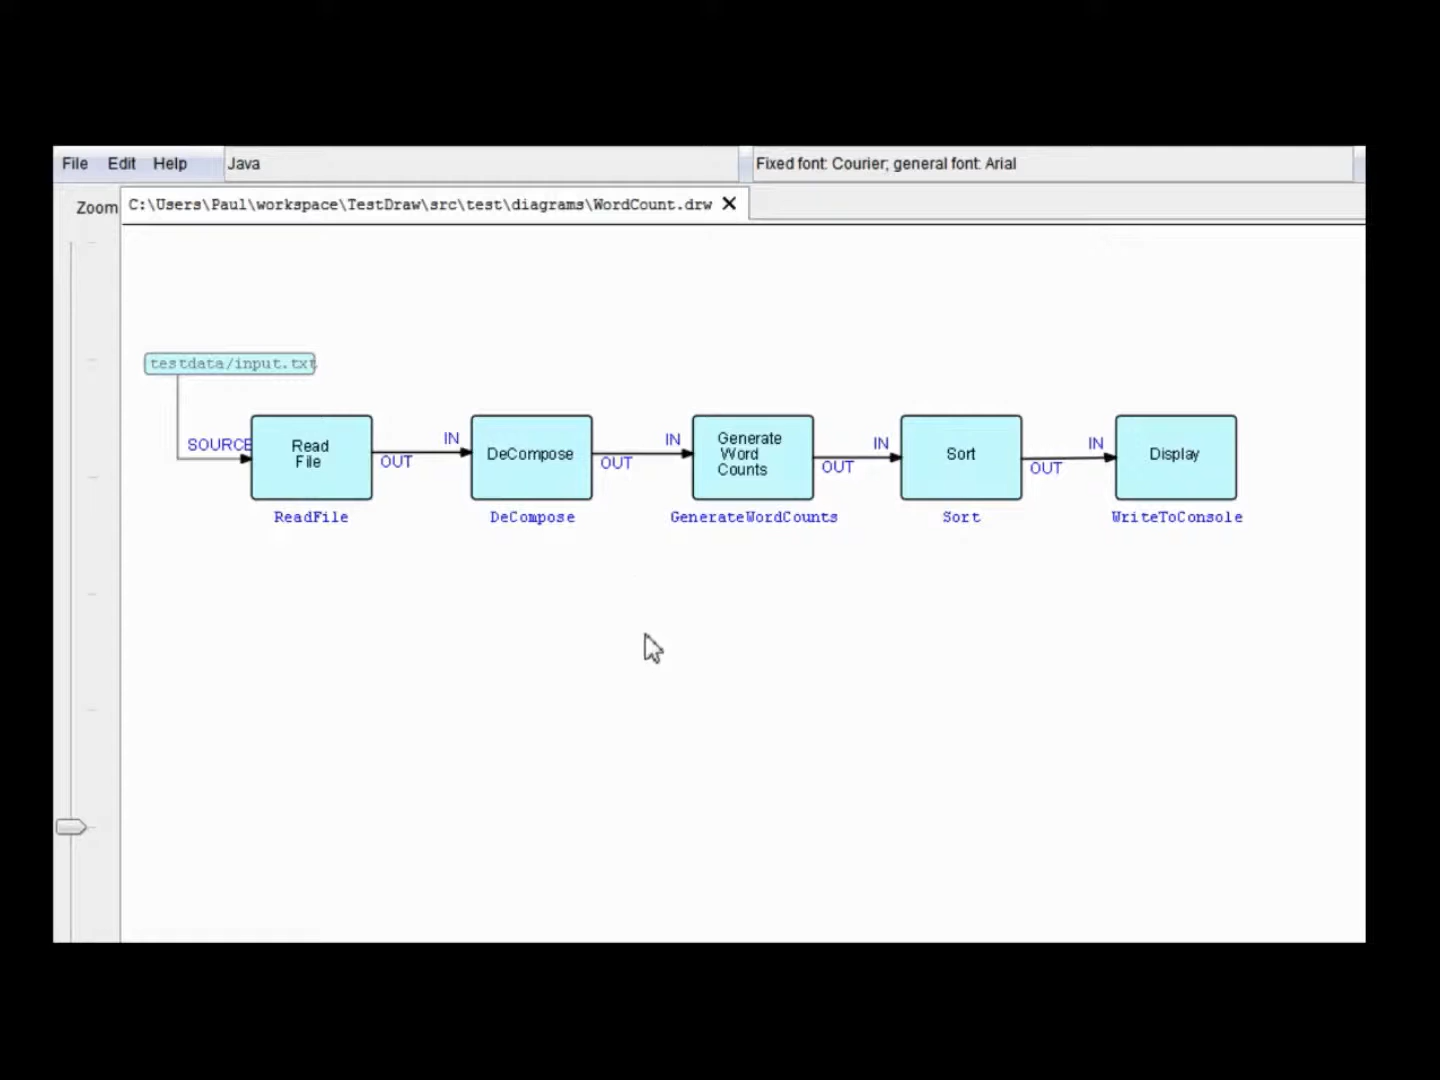 File Edit Help Java Fixed font: Courier; general font: Arial
Zoom C:\Users\Paul\workspace\TestDraw\src\test\diagrams\WordCount.drw
testdata/input.txt
SOURCE
Read
File
OUT
IN
DeCompose
OUT
IN
Generate
Word
Counts
OUT
IN
Sort
OUT
IN
Display
ReadFile
DeCompose
GenerateWordCounts
Sort
WriteToConsole